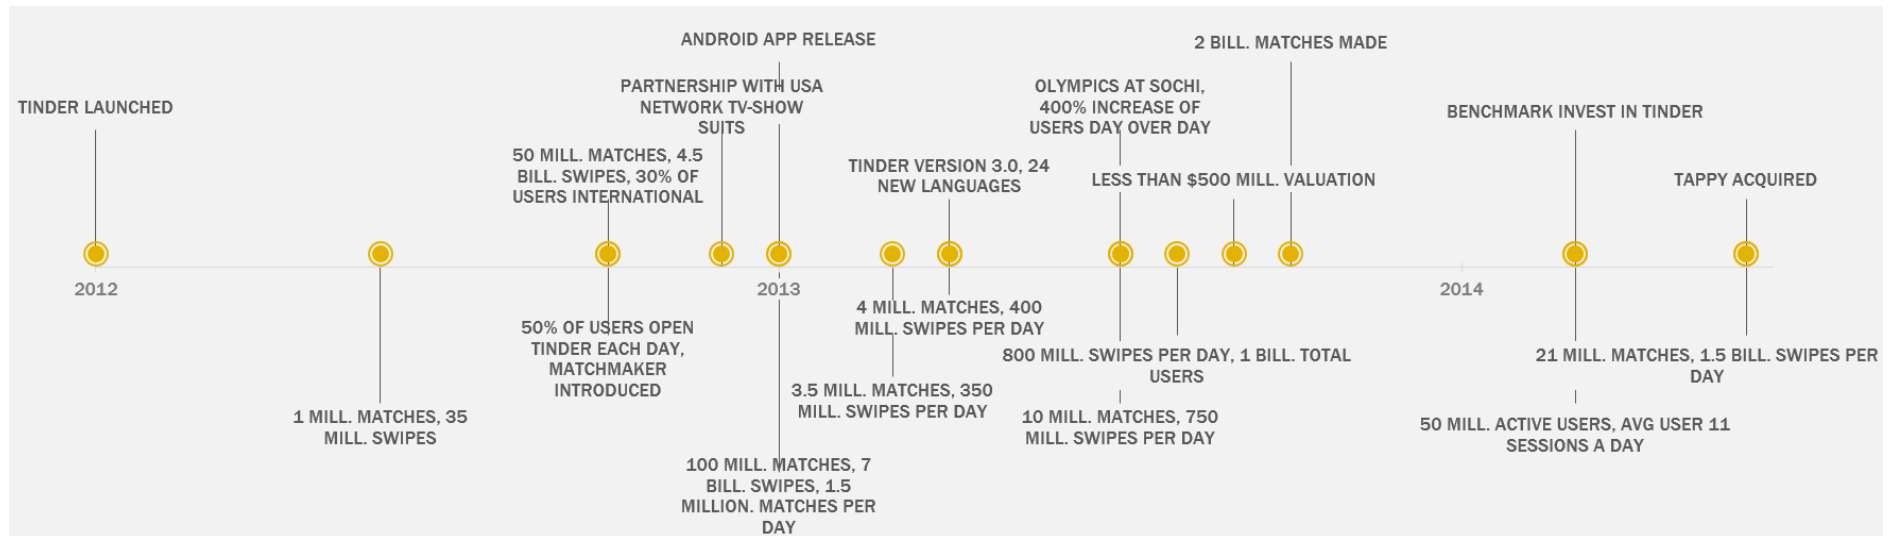 ANDROID APP RELEASE
2 BILL. MATCHES MADE
PARTNERSHIP WITH USA
NETWORK TV-SHOW
SUITS
OLYMPICS AT SOCHI,
400% INCREASE OF
USERS DAY OVER DAY
TINDER LAUNCHED
BENCHMARK INVEST IN TINDER
50 MILL. MATCHES, 4.5
BILL. SWIPES, 30% OF
USERS INTERNATIONAL
TINDER VERSION 3.0, 24
NEW LANGUAGES
LESS THAN $500 MILL. VALUATION
TAPPY ACQUIRED
2012
2013
2014
4 MILL. MATCHES, 400
MILL. SWIPES PER DAY
50% OF USERS OPEN
TINDER EACH DAY,
MATCHMAKER
INTRODUCED
800 MILL. SWIPES PER DAY, 1 BILL. TOTAL
USERS
21 MILL. MATCHES, 1.5 BILL. SWIPES PER
DAY
3.5 MILL. MATCHES, 350
MILL. SWIPES PER DAY
1 MILL. MATCHES, 35
MILL. SWIPES
10 MILL. MATCHES, 750
MILL. SWIPES PER DAY
50 MILL. ACTIVE USERS, AVG USER 11
SESSIONS A DAY
100 MILL. MATCHES, 7
BILL. SWIPES, 1.5
MILLION. MATCHES PER
DAY